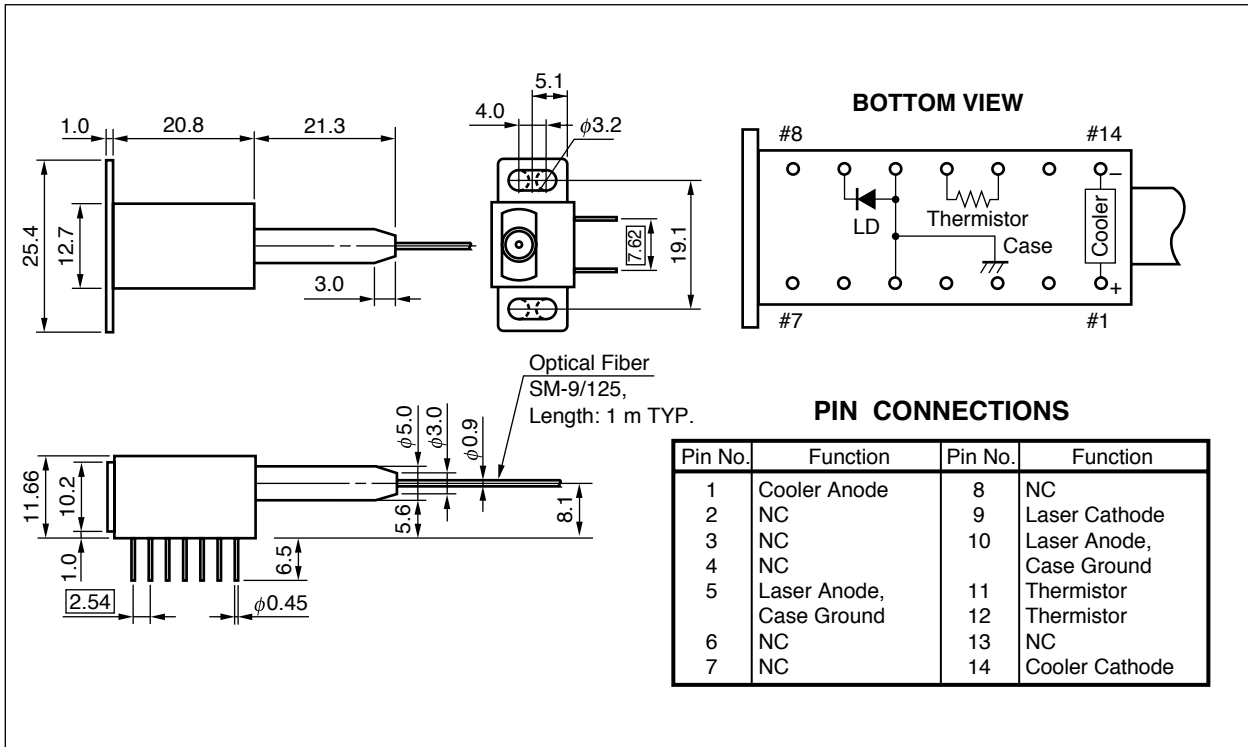 1.0
20.8
21.3
25.4
12.7
3.0
5.1
4.0
φ3.2
7.62
19.1
BOTTOM VIEW
#8
#14
–
LD
Thermistor
Case
Cooler
+
#7
#1
Optical Fiber
SM-9/125,
Length: 1 m TYP.
11.66
10.2
1.0
2.54
6.5
φ0.45
φ5.0
φ3.0
φ0.9
5.6
8.1
PIN CONNECTIONS
Pin No. Function Pin No. Function
1 Cooler Anode 8 NC
2 NC 9 Laser Cathode
3 NC 10 Laser Anode,
4 NC Case Ground
5 Laser Anode, 11 Thermistor
Case Ground 12 Thermistor
6 NC 13 NC
7 NC 14 Cooler Cathode